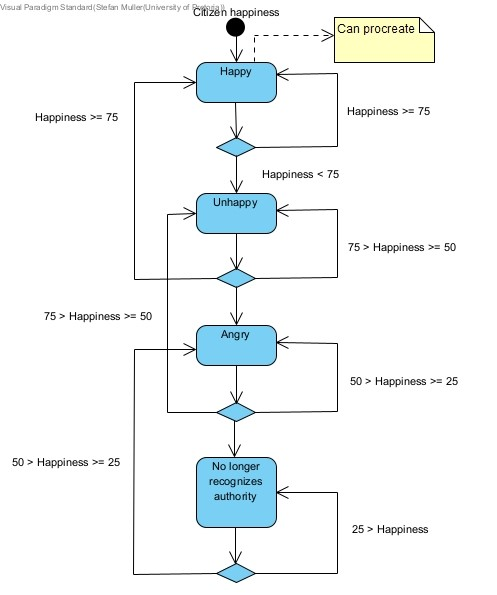 Visual Paradigm Standard(Stefan Muller(University of Pretoria))
Citizen happiness
Can procreate
Happy
Happiness >= 75
Happiness >= 75
Happiness < 75
Unhappy
75 > Happiness >= 50
75 > Happiness >= 50
Angry
50 > Happiness >= 25
50 > Happiness >= 25
No longer
recognizes
authority
25 > Happiness